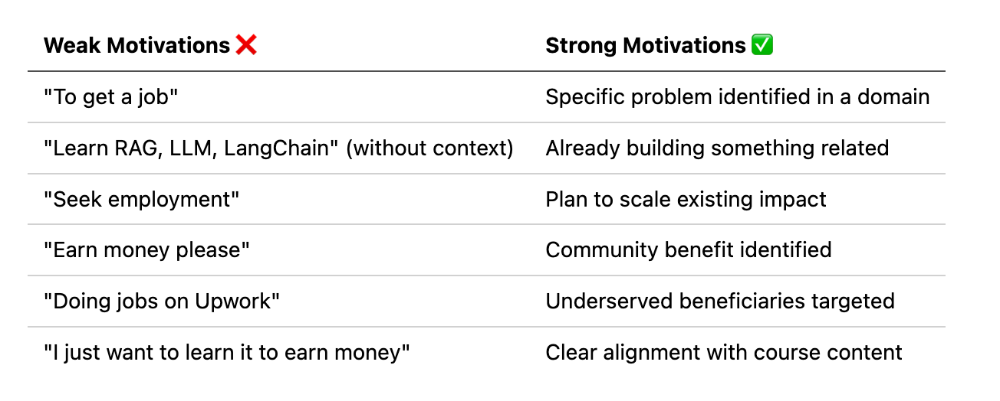 Weak Motivations ❌ Strong Motivations ✅
"To get a job" Specific problem identified in a domain
"Learn RAG, LLM, LangChain" (without context) Already building something related
"Seek employment" Plan to scale existing impact
"Earn money please" Community benefit identified
"Doing jobs on Upwork" Underserved beneficiaries targeted
"I just want to learn it to earn money" Clear alignment with course content